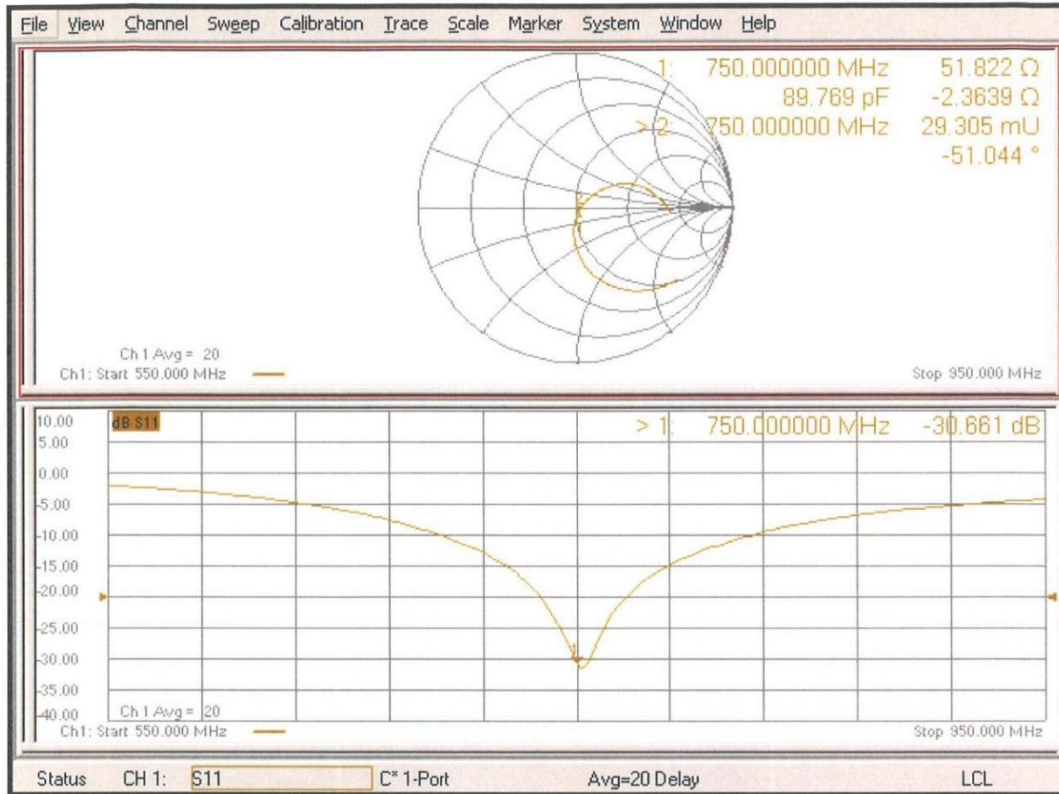 File View Channel Sweep Calibration Trace Scale Marker System Window Help
1: 750.000000 MHz 51.822 Ω
89.769 pF -2.3639 Ω
> 2: 750.000000 MHz 29.305 mU
-51.044 °
Ch 1 Avg = 20
Ch1: Start 550.000 MHz
Stop 950.000 MHz
10.00
dB S11
> 1: 750.000000 MHz -30.661 dB
5.00
0.00
-5.00
-10.00
-15.00
-20.00
-25.00
-30.00
1
-35.00
-40.00
Ch 1 Avg = 20
Ch1: Start 550.000 MHz
Stop 950.000 MHz
Status CH 1: S11 C* 1-Port Avg=20 Delay LCL